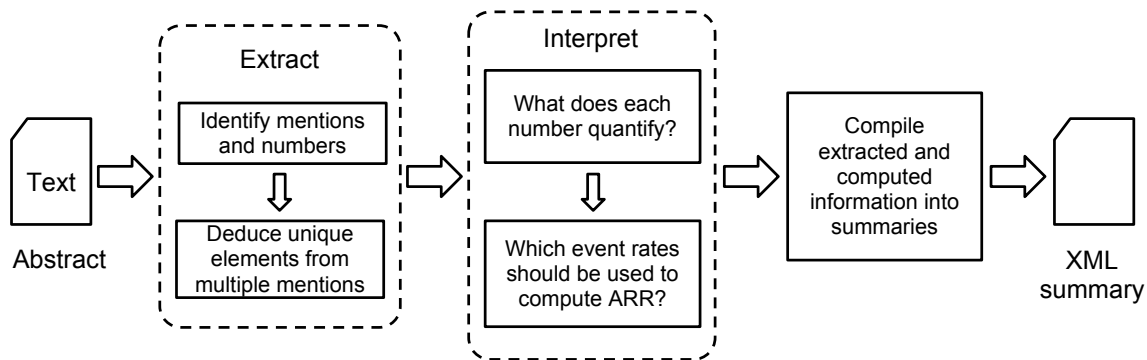 Text
Abstract
Extract
Identify mentions
and numbers
Deduce unique
elements from
multiple mentions
Interpret
What does each
number quantify?
Which event rates
should be used to
compute ARR?
Compile
extracted and
computed
information into
summaries
XML
summary